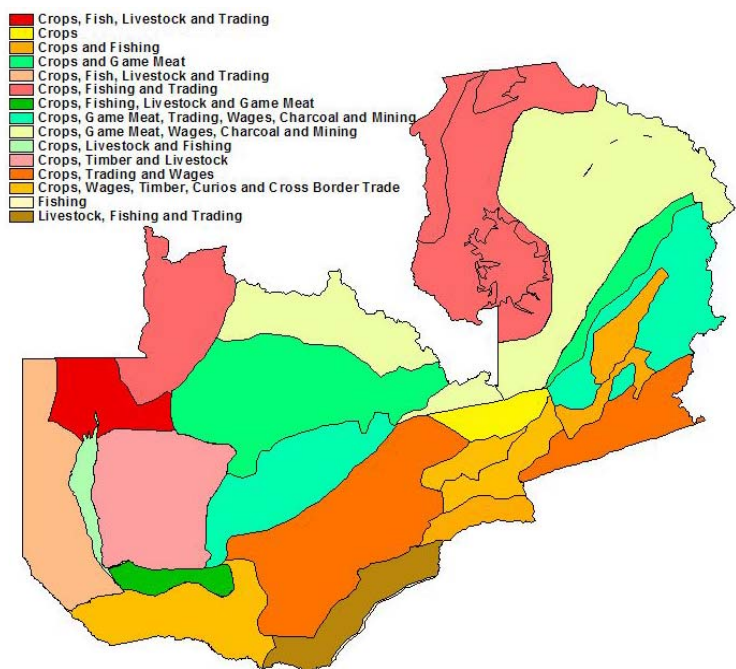 Crops, Fish, Livestock and Trading
Crops
Crops and Fishing
Crops and Game Meat
Crops, Fish, Livestock and Trading
Crops, Fishing and Trading
Crops, Fishing, Livestock and Game Meat
Crops, Game Meat, Trading, Wages, Charcoal and Mining
Crops, Game Meat, Wages, Charcoal and Mining
Crops, Livestock and Fishing
Crops, Timber and Livestock
Crops, Trading and Wages
Crops, Wages, Timber, Curios and Cross Border Trade
Fishing
Livestock, Fishing and Trading